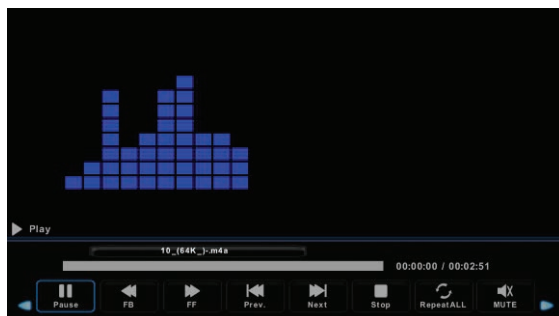 Play
10_(64K_)-.m4a
00:00:00 / 00:02:51
Pause FB FF Prev. Next Stop RepeatALL MUTE